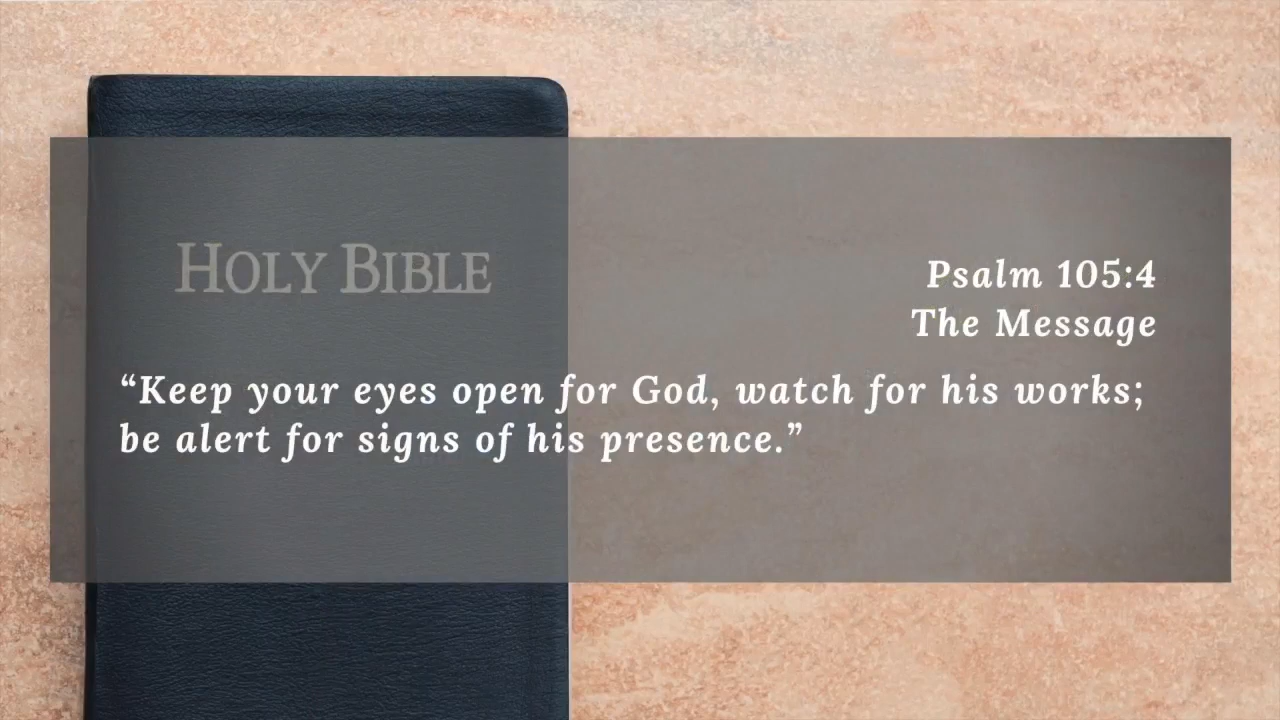 HOLY BIBLE
Psalm 105:4
The Message
“Keep your eyes open for God, watch for his works;
be alert for signs of his presence.”